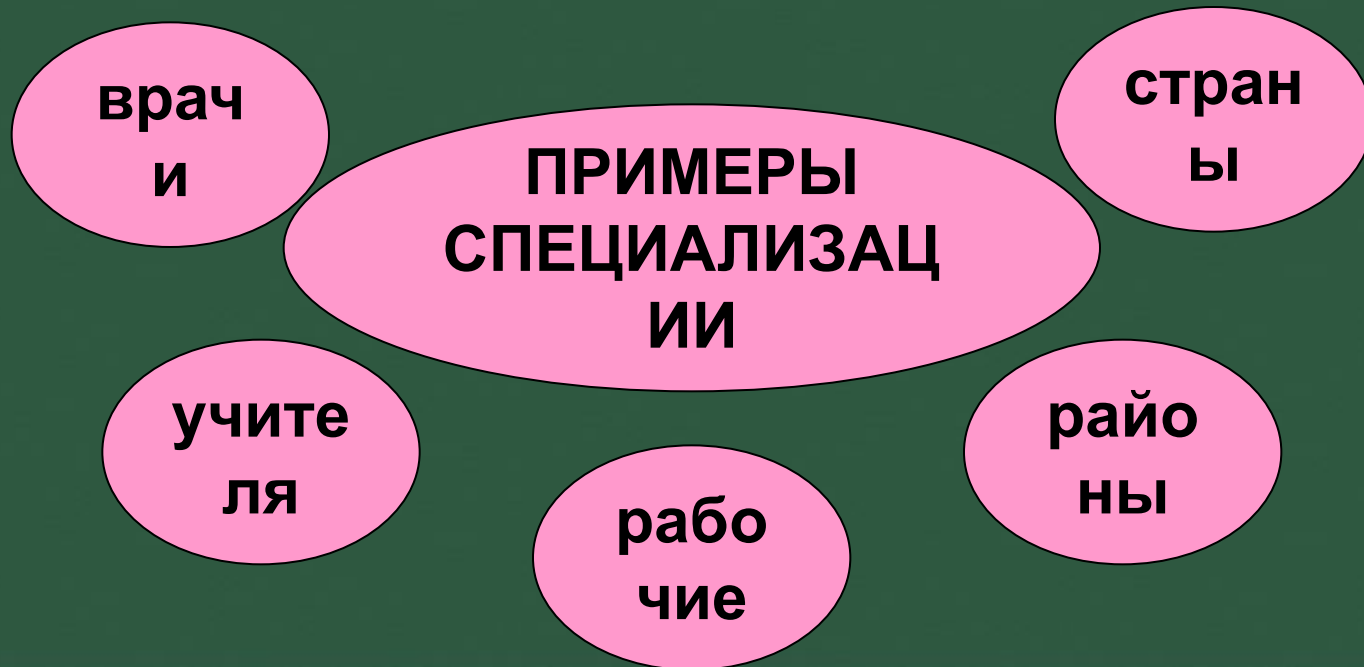 врач
и
ПРИМЕРЫ
СПЕЦИАЛИЗАЦ
ИИ
стран
ы
учите
ля
рабо
чие
райо
ны